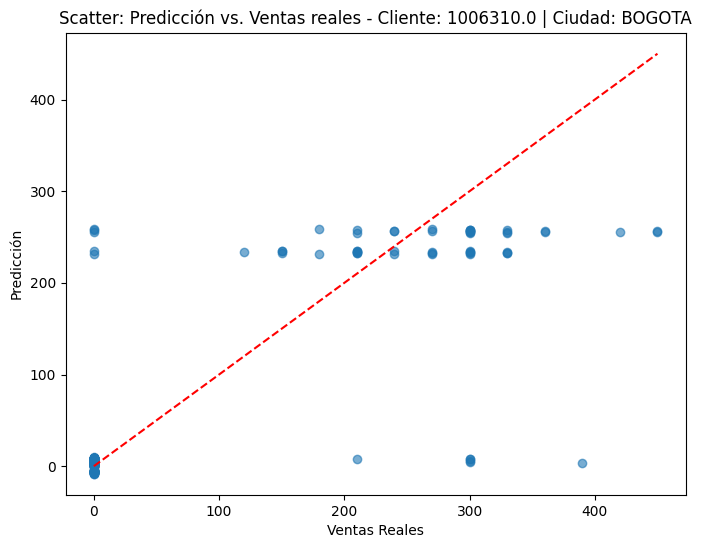 Scatter: Predicción vs. Ventas reales - Cliente: 1006310.0 | Ciudad: BOGOTA
Predicción
400
300
200
100
0
0 100 200 300 400
Ventas Reales